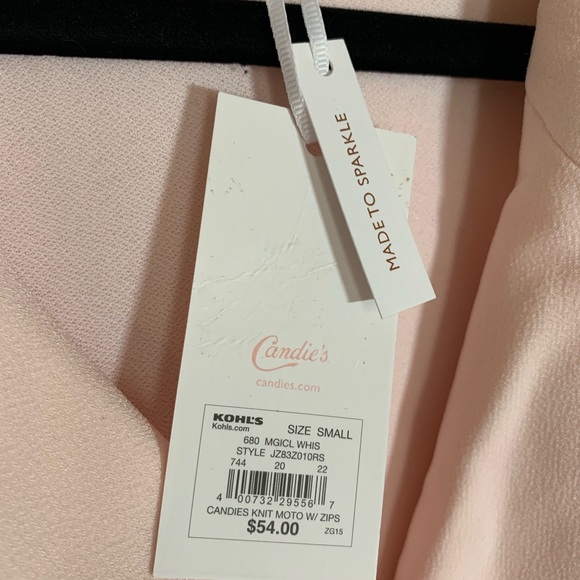 MADE TO SPARKLE
Candie's
candies.com
KOHL'S
Kohls.com
SIZE SMALL
680 MGICL WHIS
STYLE JZ83Z010RS
744 20 22
4 00732 29556 7
CANDIES KNIT MOTO W/ ZIPS
$54.00
ZG15